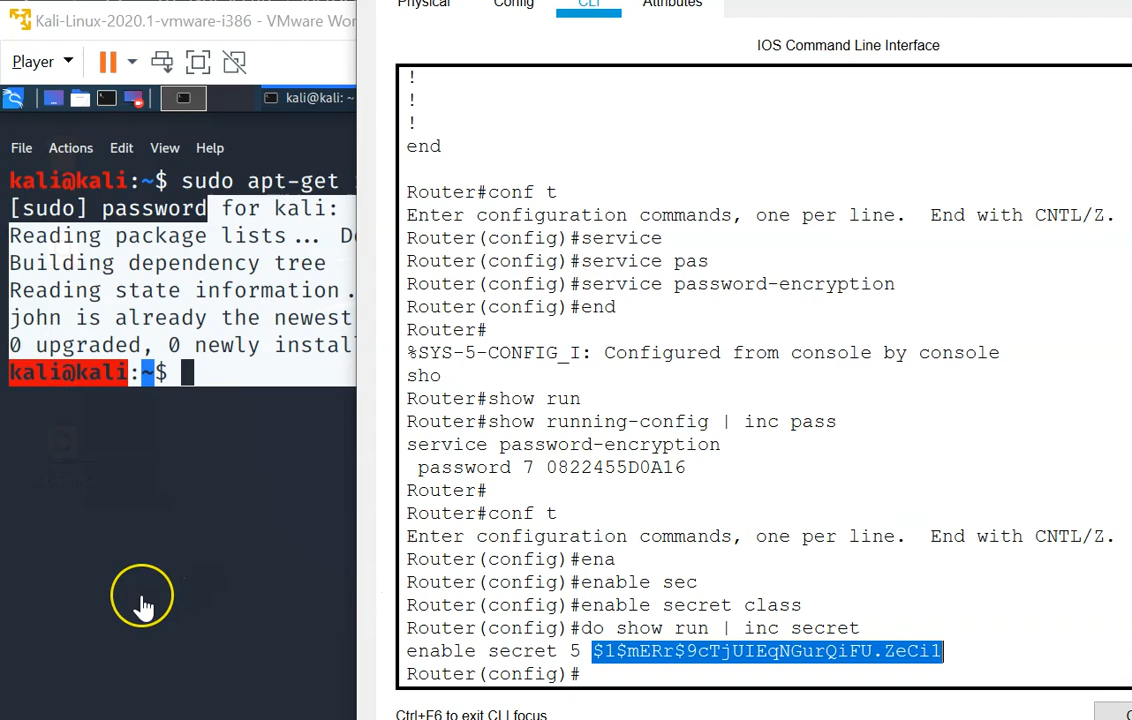 Kali-Linux-2020.1-vmware-i386 - VMware Wor
Player
kali@kali: ~
File Actions Edit View Help
kali@kali:~$ sudo apt-get
[sudo] password for kali:
Reading package lists ... D
Building dependency tree
Reading state information.
john is already the newest
0 upgraded, 0 newly instal
kali@kali:~$
Physical Config CLI Attributes
IOS Command Line Interface
!
!
!
end
Router#conf t
Enter configuration commands, one per line. End with CNTL/Z.
Router(config)#service
Router(config)#service pas
Router(config)#service password-encryption
Router(config)#end
Router#
%SYS-5-CONFIG_I: Configured from console by console
sho
Router#show run
Router#show running-config | inc pass
service password-encryption
password 7 0822455D0A16
Router#
Router#conf t
Enter configuration commands, one per line. End with CNTL/Z.
Router(config)#ena
Router(config)#enable sec
Router(config)#enable secret class
Router(config)#do show run | inc secret
enable secret 5 $1$mERr$9cTjUIEqNGurQiFU.ZeCi1
Router(config)#
Ctrl+F6 to exit CLI focus